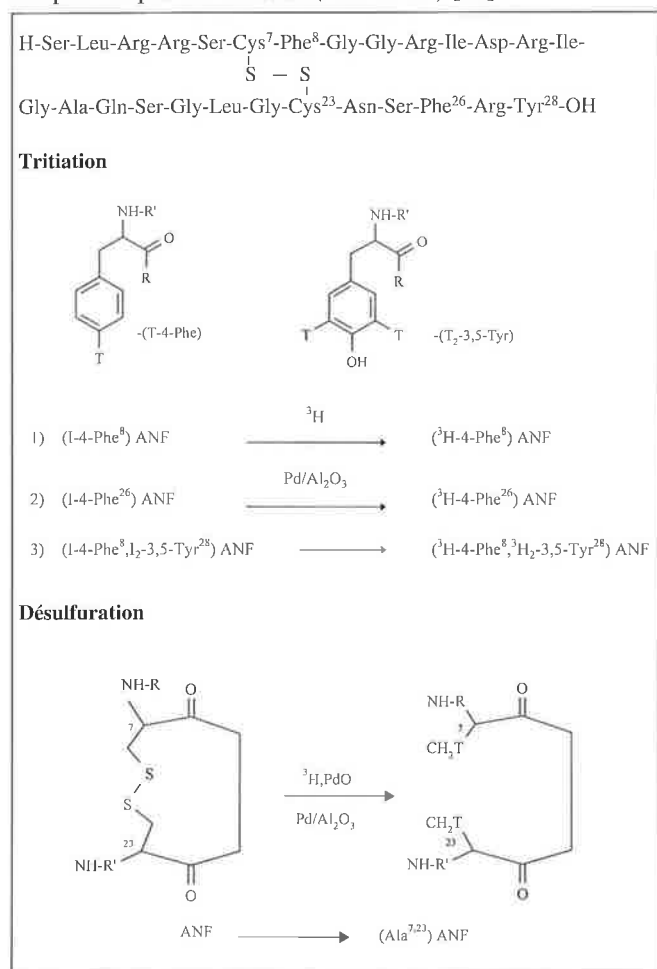 H-Ser-Leu-Arg-Arg-Ser-Cys⁷-Phe⁸-Gly-Gly-Arg-Ile-Asp-Arg-Ile-
S – S
Gly-Ala-Gln-Ser-Gly-Leu-Gly-Cys²³-Asn-Ser-Phe²⁶-Arg-Tyr²⁸-OH
Tritiation
NH-R'
O
R
T
-(T-4-Phe)
NH-R'
O
R
T
T
OH
-(T₂-3,5-Tyr)
³H
1) (I-4-Phe⁸) ANF (³H-4-Phe⁸) ANF
Pd/Al₂O₃
2) (I-4-Phe²⁶) ANF (³H-4-Phe²⁶) ANF
3) (I-4-Phe⁸,I₂-3,5-Tyr²⁸) ANF (³H-4-Phe⁸,³H₂-3,5-Tyr²⁸) ANF
Désulfuration
NH-R
O
7
S
S
23
NH-R'
O
³H,PdO
Pd/Al₂O₃
NH-R
O
7
CH₂T
CH₂T
23
NH-R'
O
ANF (Ala⁷,²³) ANF